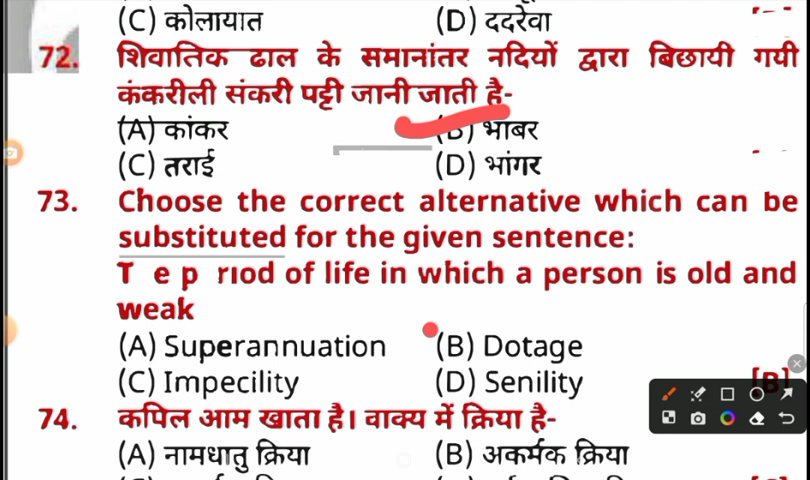 (C) कोलायात (D) ददरेवा
72. शिवातिक ढाल के समानांतर नदियों द्वारा बिछायी गयी
कंकरीली संकरी पट्टी जानी जाती है-
(A) कांकर (B) भाबर
(C) तराई (D) भांगर
73. Choose the correct alternative which can be
substituted for the given sentence:
T e p riod of life in which a person is old and
weak
(A) Superannuation (B) Dotage
(C) Impecility (D) Senility [B]
74. कपिल आम खाता है। वाक्य में क्रिया है-
(A) नामधातु क्रिया (B) अकर्मक क्रिया